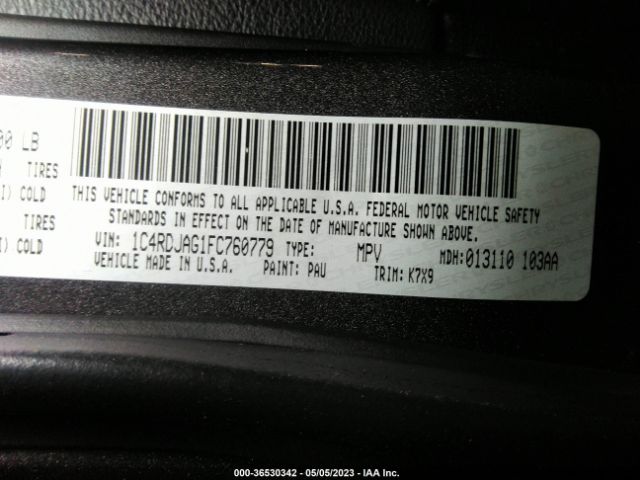 00 LB
TIRES
COLD
TIRES
COLD
THIS VEHICLE CONFORMS TO ALL APPLICABLE U.S.A. FEDERAL MOTOR VEHICLE SAFETY
STANDARDS IN EFFECT ON THE DATE OF MANUFACTURE SHOWN ABOVE.
VIN: 1C4RDJAG1FC760779 TYPE: MPV MDH: 013110 103AA
VEHICLE MADE IN U.S.A. PAINT: PAU TRIM: K7X9
000-36530342 - 05/05/2023 - IAA Inc.